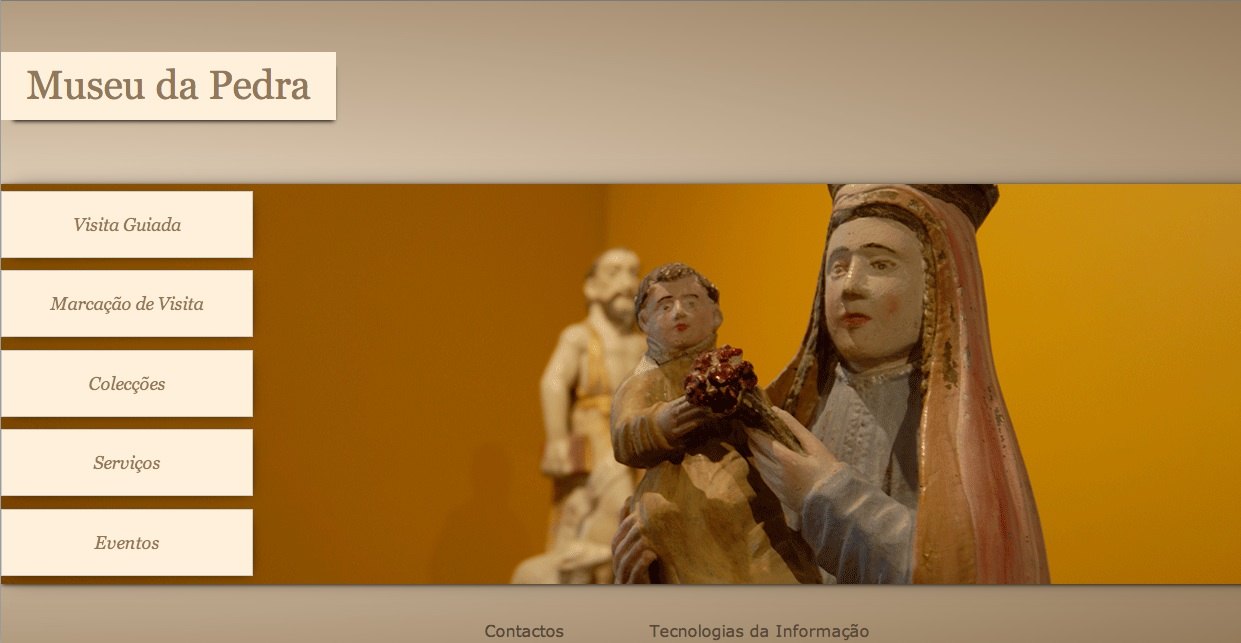 Museu da Pedra
Visita Guiada
Marcação de Visita
Colecções
Serviços
Eventos
Contactos
Tecnologias da Informação